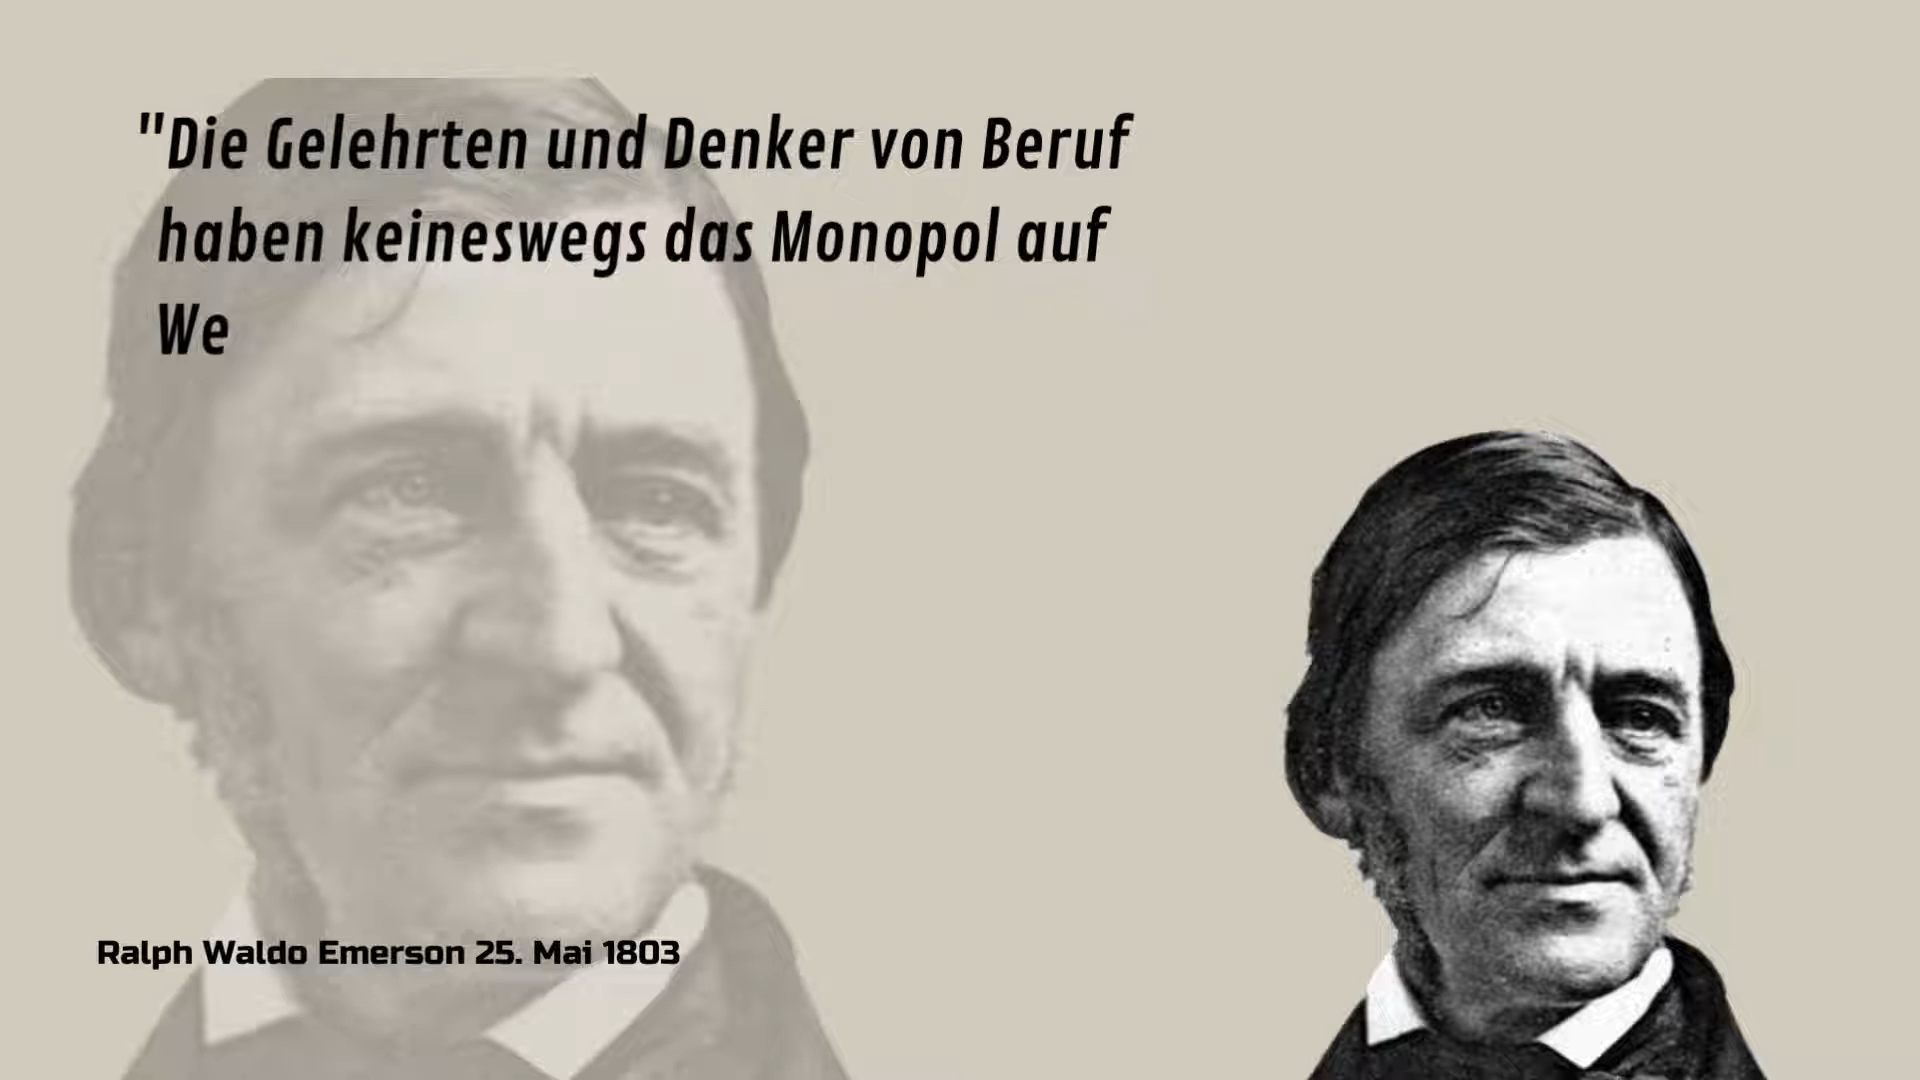 "Die Gelehrten und Denker von Beruf
haben keineswegs das Monopol auf
We
Ralph Waldo Emerson 25. Mai 1803